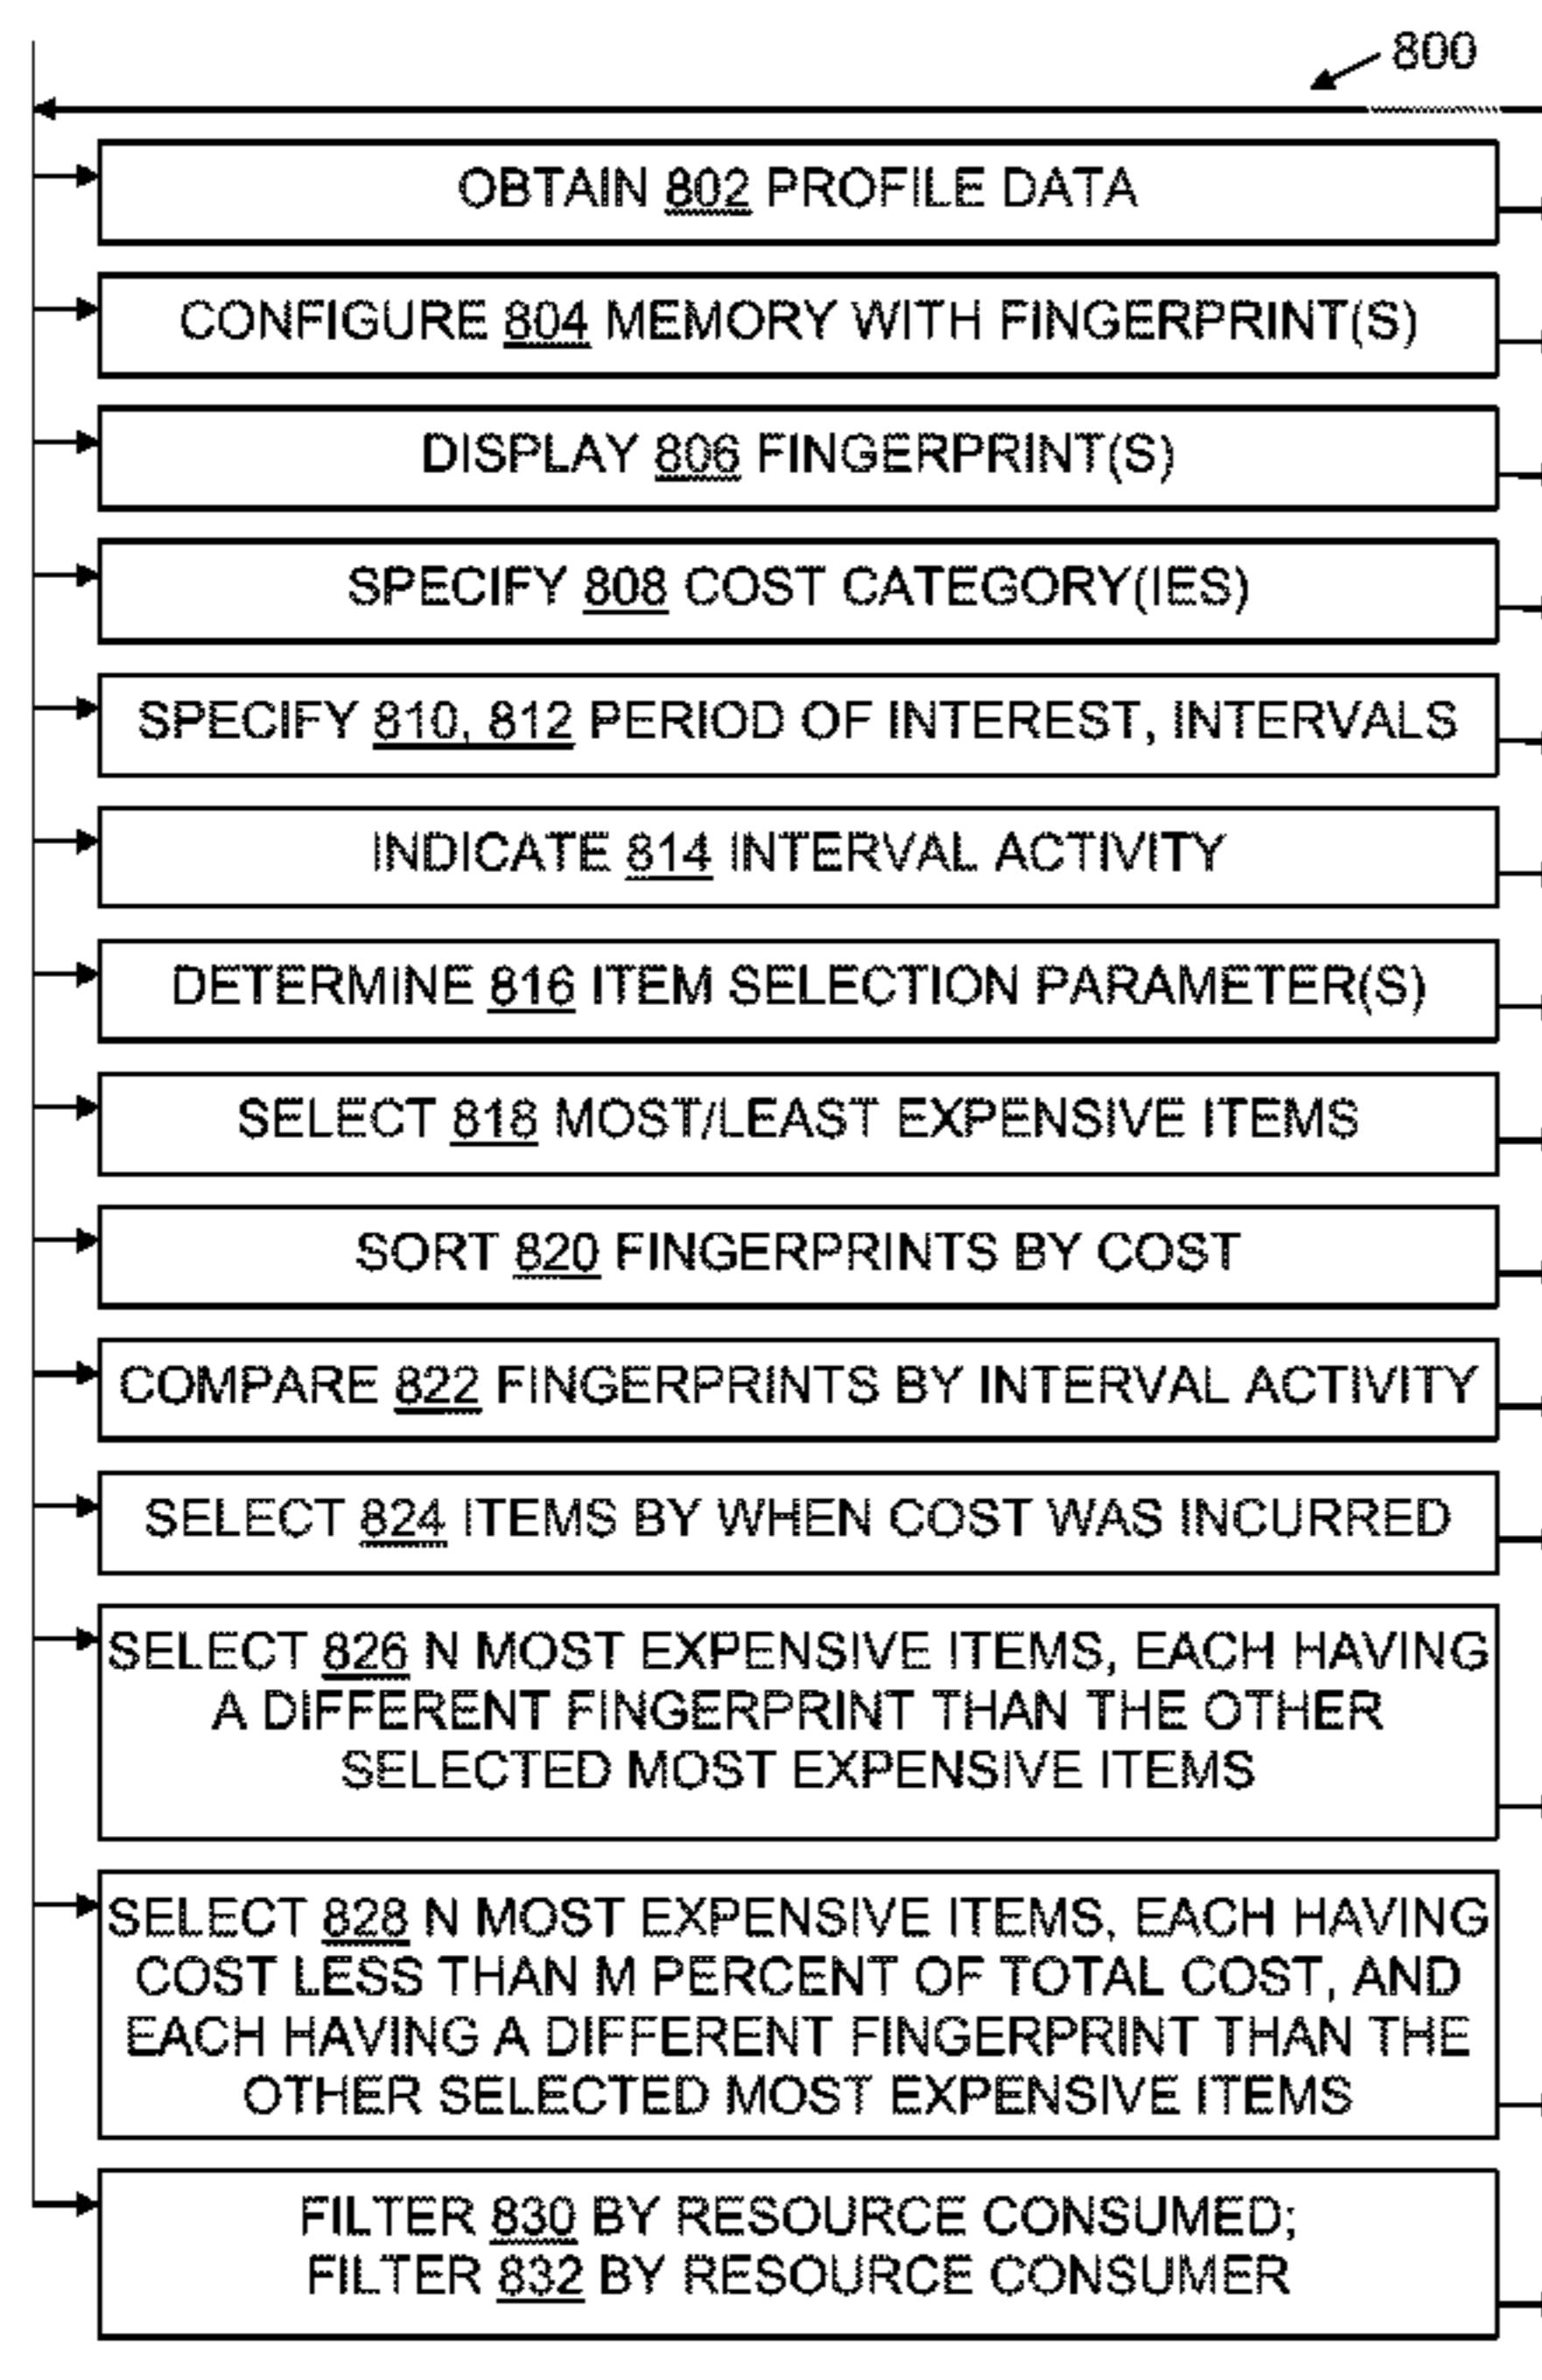 800
OBTAIN 802 PROFILE DATA
CONFIGURE 804 MEMORY WITH FINGERPRINT(S)
DISPLAY 806 FINGERPRINT(S)
SPECIFY 808 COST CATEGORY(IES)
SPECIFY 810, 812 PERIOD OF INTEREST, INTERVALS
INDICATE 814 INTERVAL ACTIVITY
DETERMINE 816 ITEM SELECTION PARAMETER(S)
SELECT 818 MOST/LEAST EXPENSIVE ITEMS
SORT 820 FINGERPRINTS BY COST
COMPARE 822 FINGERPRINTS BY INTERVAL ACTIVITY
SELECT 824 ITEMS BY WHEN COST WAS INCURRED
SELECT 826 N MOST EXPENSIVE ITEMS, EACH HAVING
A DIFFERENT FINGERPRINT THAN THE OTHER
SELECTED MOST EXPENSIVE ITEMS
SELECT 828 N MOST EXPENSIVE ITEMS, EACH HAVING
COST LESS THAN M PERCENT OF TOTAL COST, AND
EACH HAVING A DIFFERENT FINGERPRINT THAN THE
OTHER SELECTED MOST EXPENSIVE ITEMS
FILTER 830 BY RESOURCE CONSUMED;
FILTER 832 BY RESOURCE CONSUMER